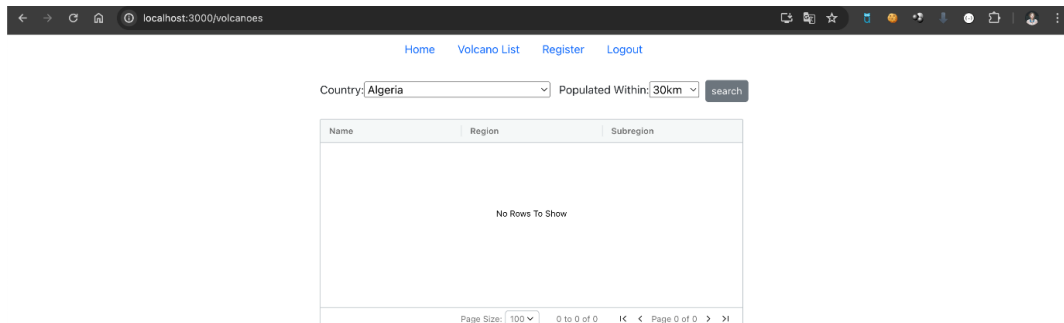 localhost:3000/volcanoes
Home Volcano List Register Logout
Country: Algeria Populated Within: 30km search
Name Region Subregion
No Rows To Show
Page Size: 100 0 to 0 of 0 Page 0 of 0